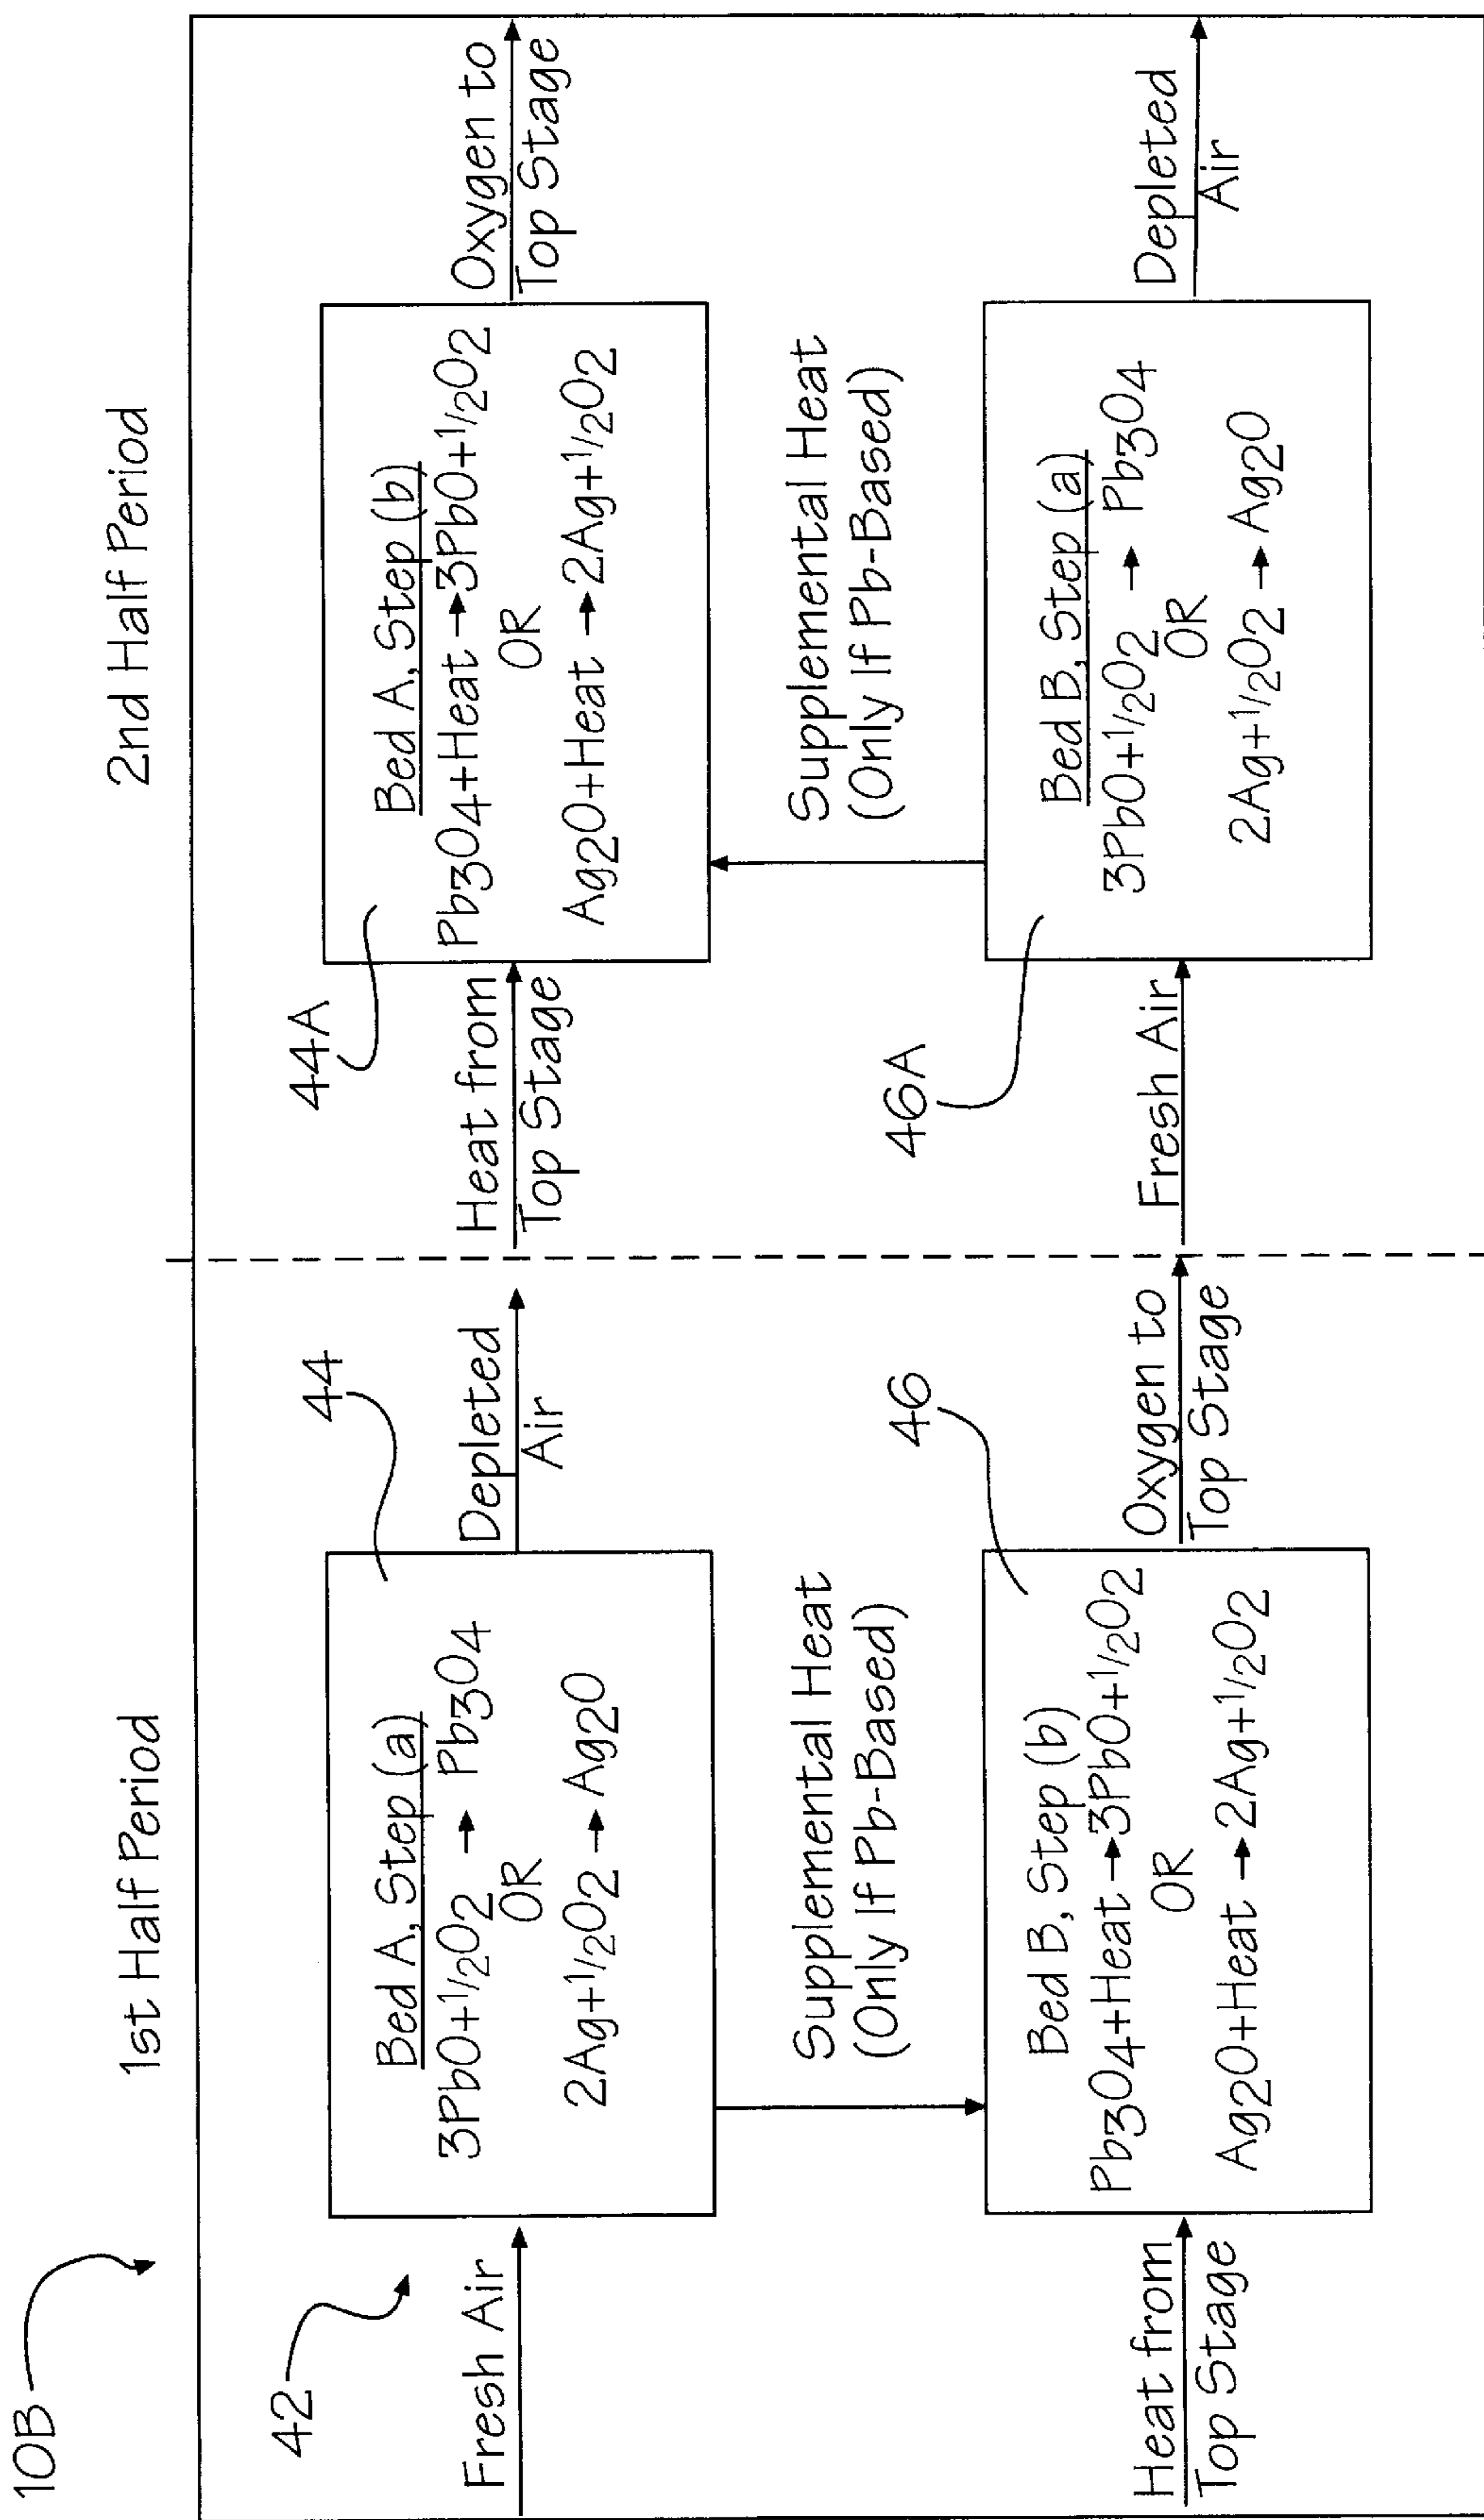 10B
1st Half Period
2nd Half Period
42
Fresh Air
Bed A, Step (a)
3PbO+1/2O2 → Pb3O4
OR
2Ag+1/2O2 → Ag2O
44
Depleted
Air
Supplemental Heat
(Only If Pb-Based)
Heat from
Top Stage
Bed B, Step (b)
Pb3O4+Heat→3PbO+1/2O2
OR
Ag2O+Heat→2Ag+1/2O2
46
Oxygen to
Top Stage
Heat from
Top Stage
44A
Bed A, Step (b)
Pb3O4+Heat→3PbO+1/2O2
OR
Ag2O+Heat→2Ag+1/2O2
Oxygen to
Top Stage
Supplemental Heat
(Only If Pb-Based)
Fresh Air
46A
Bed B, Step (a)
3PbO+1/2O2 → Pb3O4
OR
2Ag+1/2O2→Ag2O
Depleted
Air